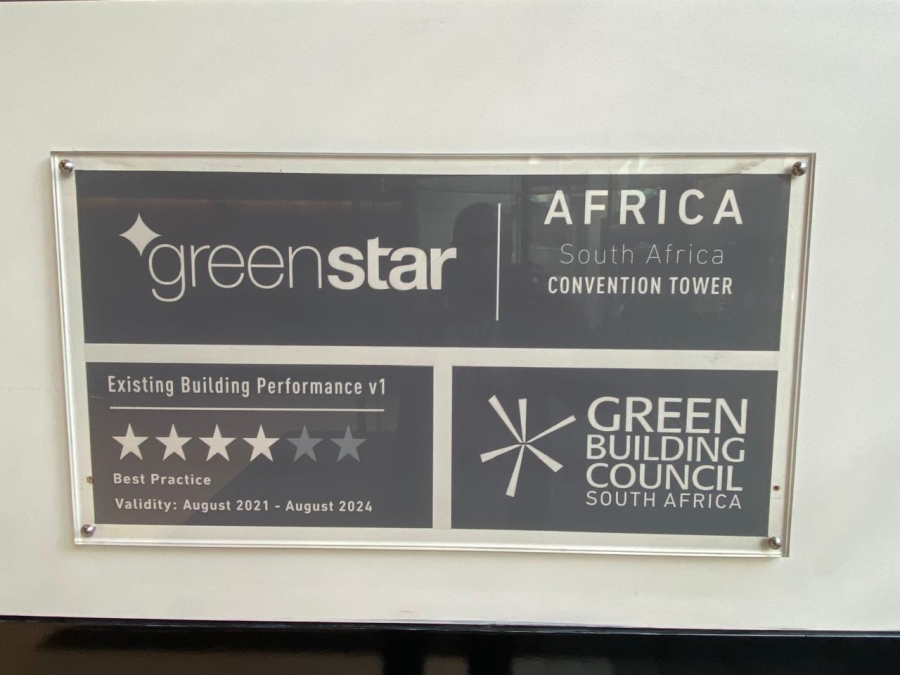 greenstar
AFRICA
South Africa
CONVENTION TOWER
Existing Building Performance v1
Best Practice
Validity: August 2021 - August 2024
GREEN
BUILDING
COUNCIL
SOUTH AFRICA